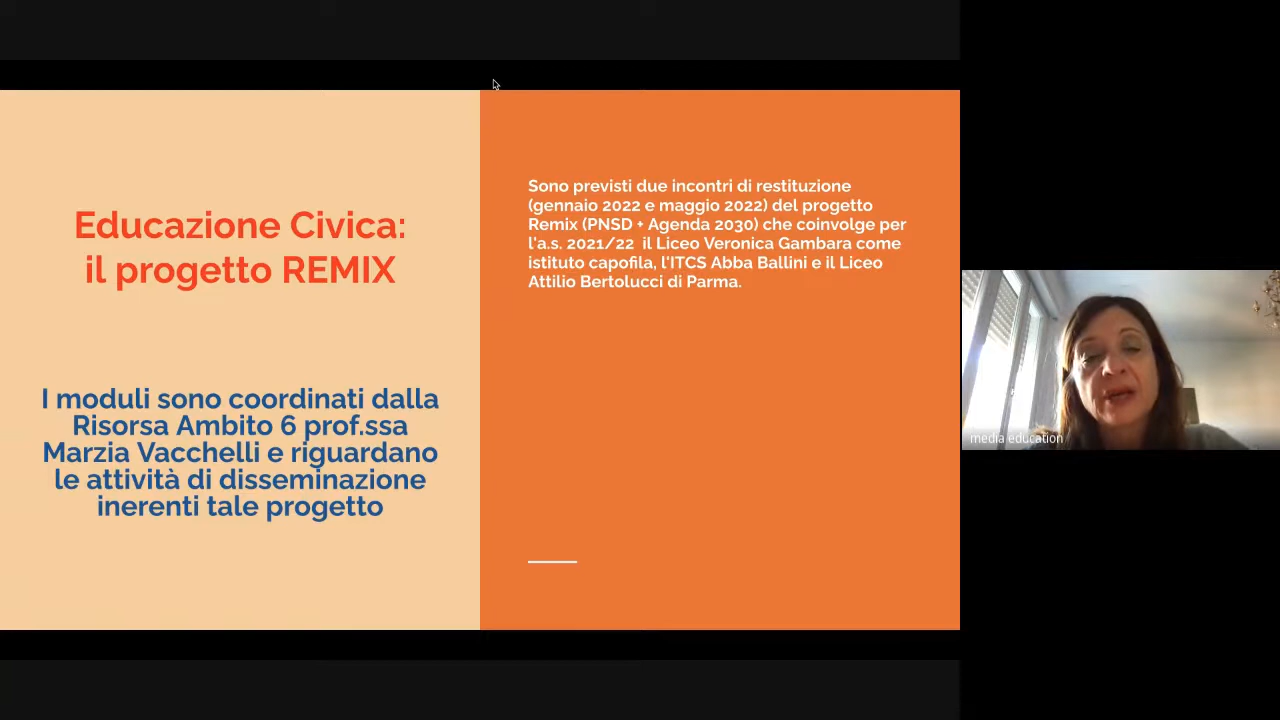 Educazione Civica:
il progetto REMIX
I moduli sono coordinati dalla
Risorsa Ambito 6 prof.ssa
Marzia Vacchelli e riguardano
le attività di disseminazione
inerenti tale progetto
Sono previsti due incontri di restituzione
(gennaio 2022 e maggio 2022) del progetto
Remix (PNSD + Agenda 2030) che coinvolge per
l'a.s. 2021/22  il Liceo Veronica Gambara come
istituto capofila, l'ITCS Abba Ballini e il Liceo
Attilio Bertolucci di Parma.
media education